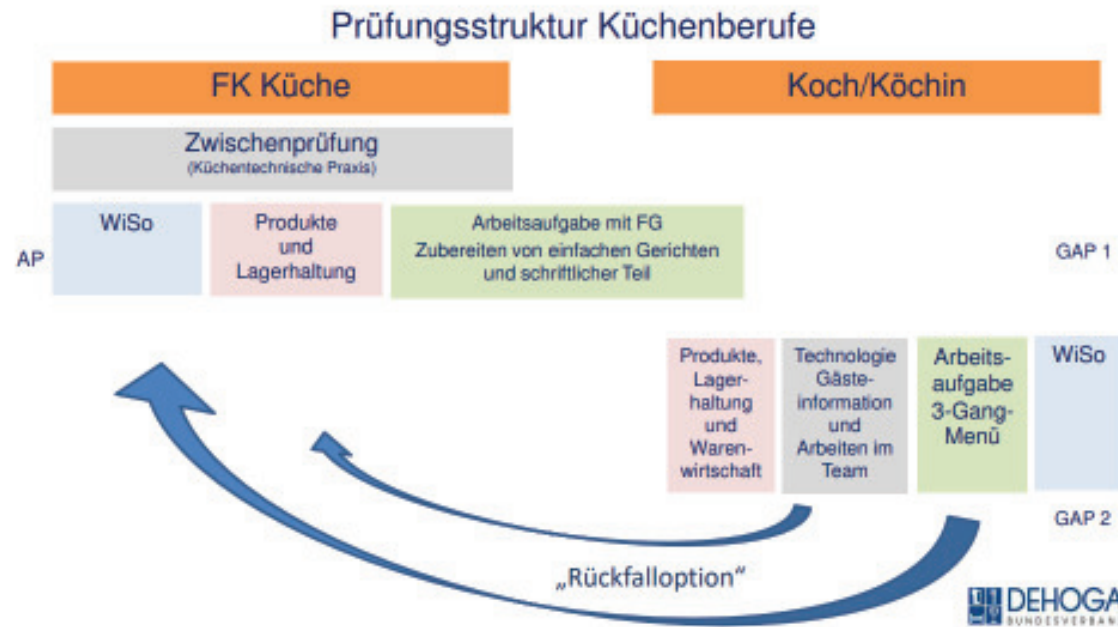 Prüfungsstruktur Küchenberufe
FK Küche
Koch/Köchin
Zwischenprüfung
(Küchentechnische Praxis)
AP
WiSo
Produkte
und
Lagerhaltung
Arbeitsaufgabe mit FG
Zubereiten von einfachen Gerichten
und schriftlicher Teil
GAP 1
Produkte,
Lager-
haltung
und
Waren-
wirtschaft
Technologie
Gäste-
information
und
Arbeiten im
Team
Arbeits-
aufgabe
3-Gang-
Menü
WiSo
GAP 2
„Rückfalloption“
DEHOGA
BUNDESVERBAN